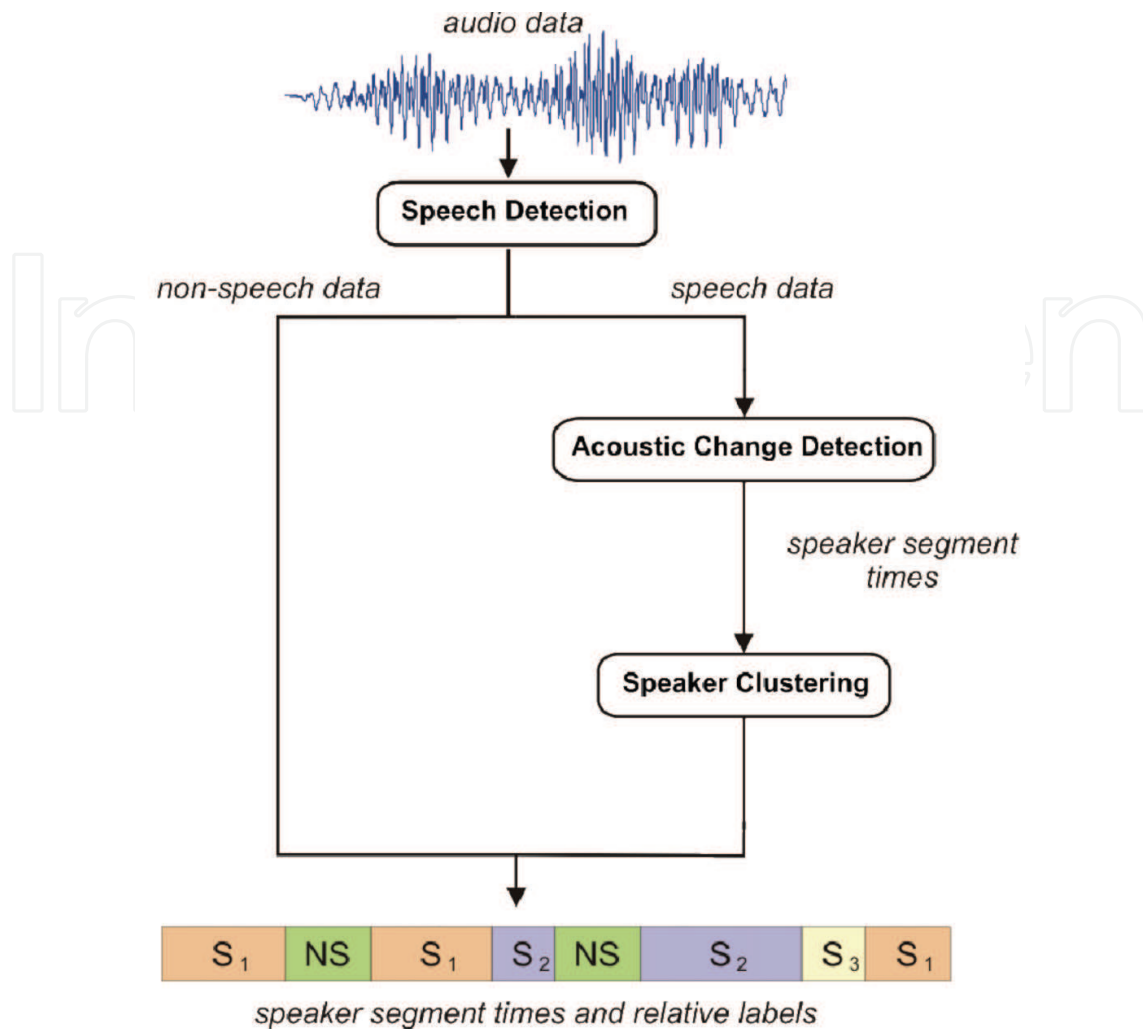 audio data
Speech Detection
non-speech data
speech data
Acoustic Change Detection
speaker segment
times
Speaker Clustering
S1 NS S1 S2 NS S2 S3 S1
speaker segment times and relative labels